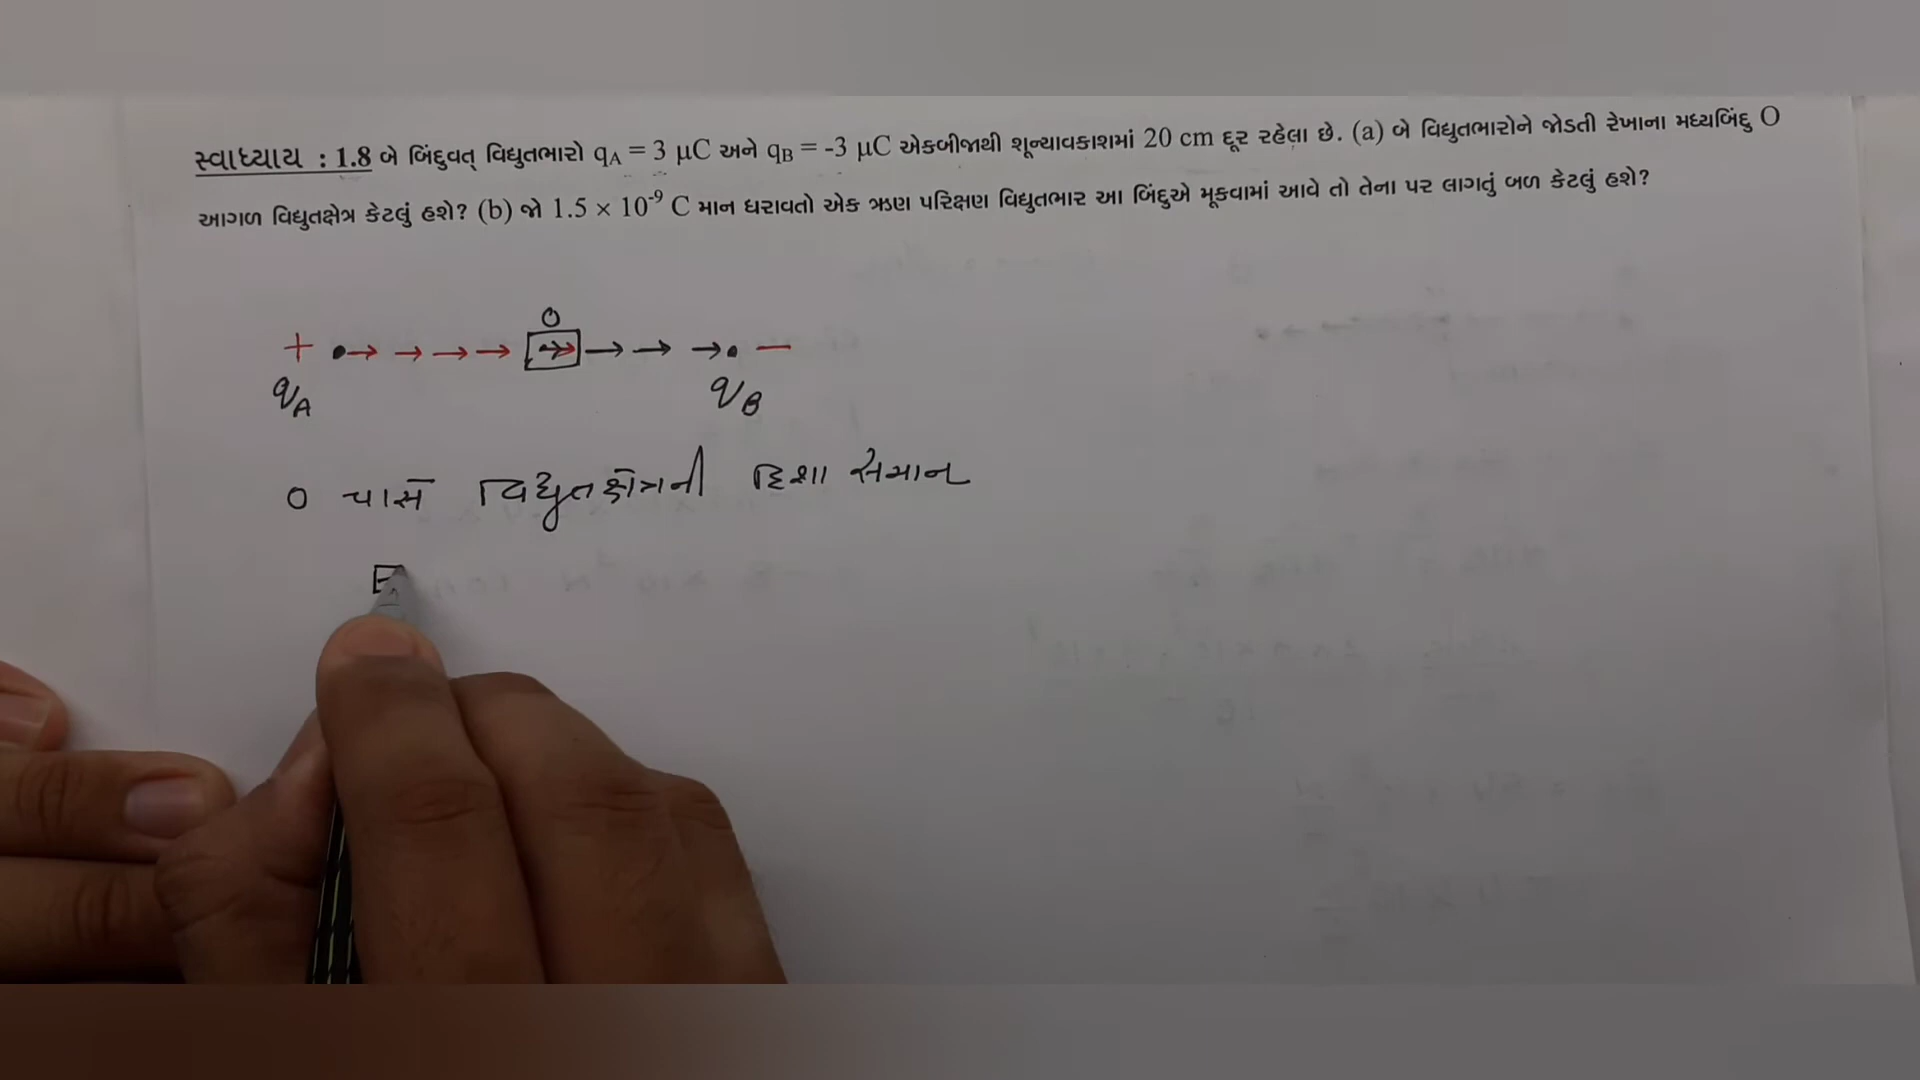 સ્વાધ્યાય : 1.8 બે બિંદુવત્ વિદ્યુતભારો qA = 3 μC અને qB = -3 μC એકબીજાથી શૂન્યાવકાશમાં 20 cm દૂર રહેલા છે. (a) બે વિદ્યુતભારોને જોડતી રેખાના મધ્યબિંદુ O
આગળ વિદ્યુતક્ષેત્ર કેટલું હશે? (b) જો 1.5 × 10⁻⁹ C માન ધરાવતો એક ઋણ પરિક્ષણ વિદ્યુતભાર આ બિંદુએ મૂકવામાં આવે તો તેના પર લાગતું બળ કેટલું હશે?
O
+ • → → → → →→ → → → • −
qA qB
O પાસે વિદ્યુતક્ષેત્રની દિશા સમાન
E